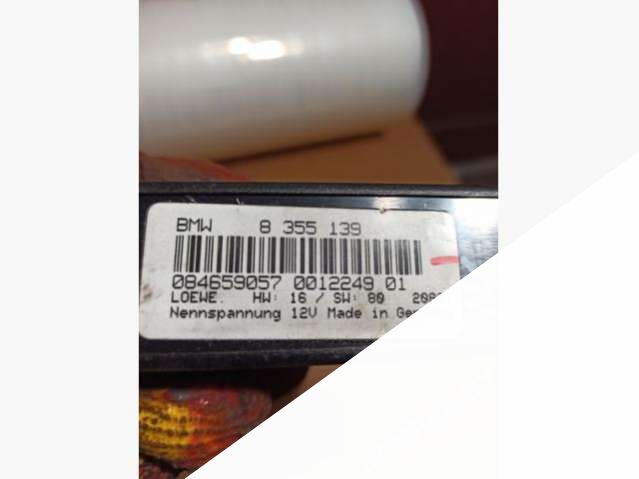 BMW 8 355 139
084659057 0012249 01
LOEWE. HW: 16 / SW: 80
Nennspannung 12V Made in